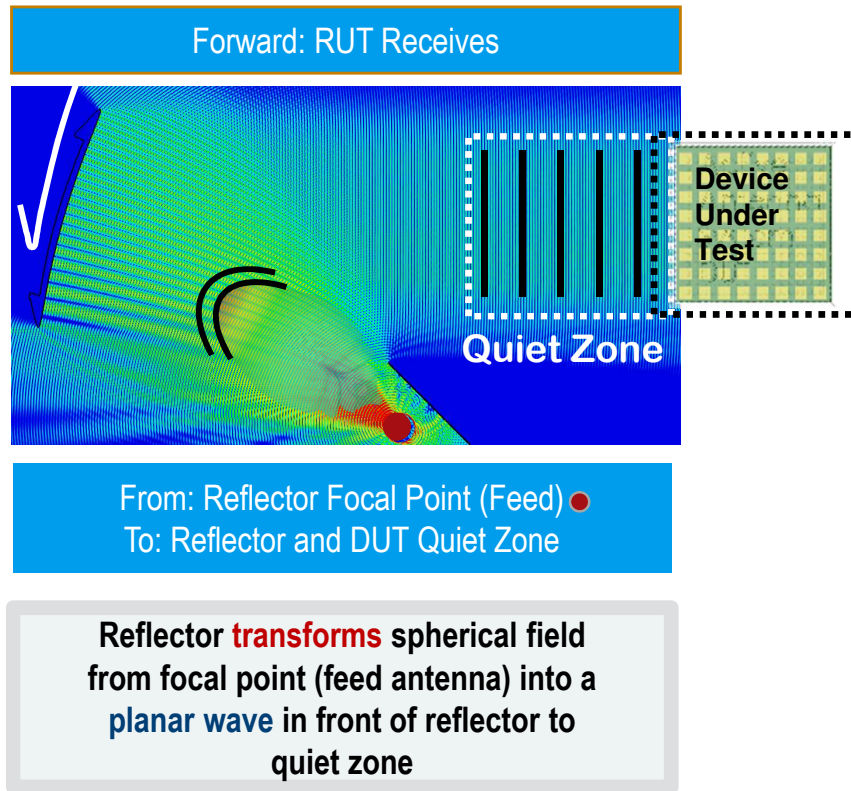 Forward: RUT Receives
Device
Under
Test
Quiet Zone
From: Reflector Focal Point (Feed)
To: Reflector and DUT Quiet Zone
Reflector transforms spherical field
from focal point (feed antenna) into a
planar wave in front of reflector to
quiet zone